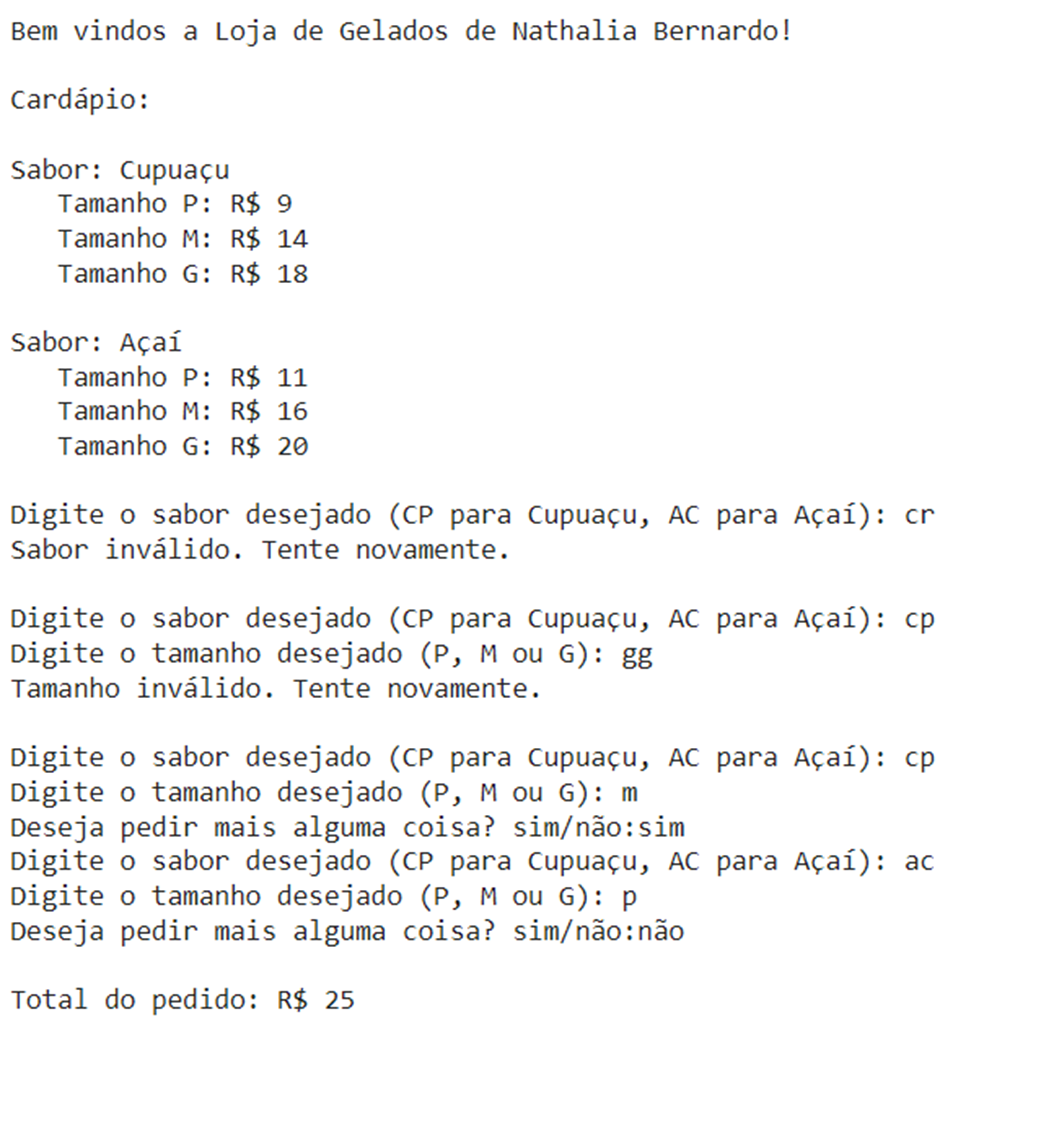 Bem vindos a Loja de Gelados de Nathalia Bernardo!
Cardápio:
Sabor: Cupuaçu
Tamanho P: R$ 9
Tamanho M: R$ 14
Tamanho G: R$ 18
Sabor: Açaí
Tamanho P: R$ 11
Tamanho M: R$ 16
Tamanho G: R$ 20
Digite o sabor desejado (CP para Cupuaçu, AC para Açaí): cr
Sabor inválido. Tente novamente.
Digite o sabor desejado (CP para Cupuaçu, AC para Açaí): cp
Digite o tamanho desejado (P, M ou G): gg
Tamanho inválido. Tente novamente.
Digite o sabor desejado (CP para Cupuaçu, AC para Açaí): cp
Digite o tamanho desejado (P, M ou G): m
Deseja pedir mais alguma coisa? sim/não:sim
Digite o sabor desejado (CP para Cupuaçu, AC para Açaí): ac
Digite o tamanho desejado (P, M ou G): p
Deseja pedir mais alguma coisa? sim/não:não
Total do pedido: R$ 25